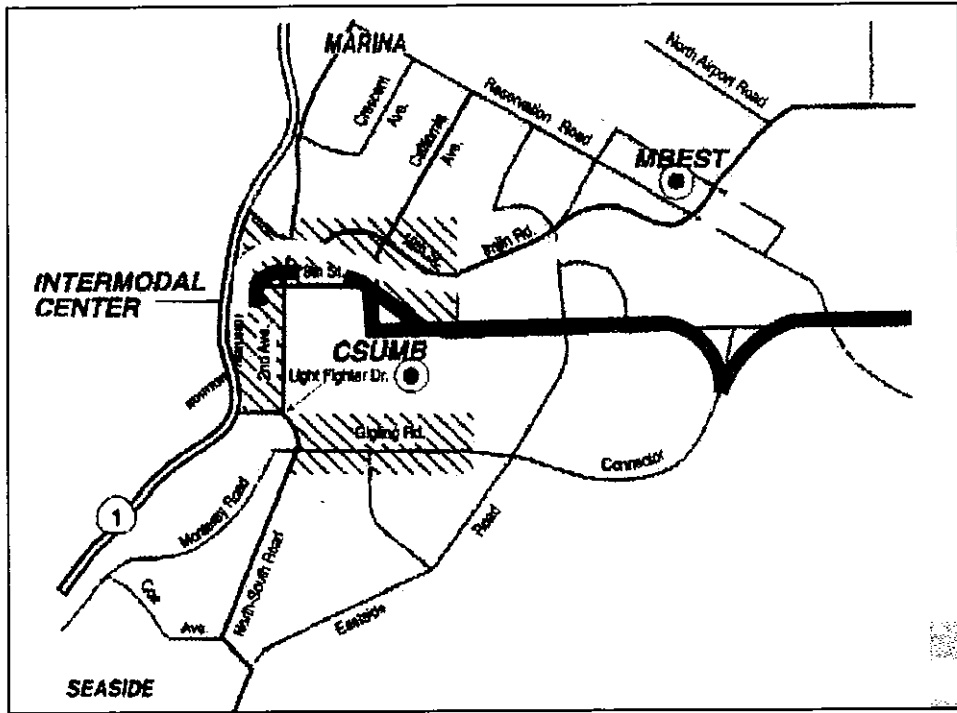 MARINA
North Airport Road
Crescent
Ave.
California
Ave.
Reservation
Road
MBEST
Imjin Rd.
INTERMODAL
CENTER
8th St.
2nd Ave.
CSUMB
Light Fighter Dr.
Gigling Rd.
Connector
1
Monterey Road
North-South Road
Road
Eastside
Coe
Ave.
SEASIDE